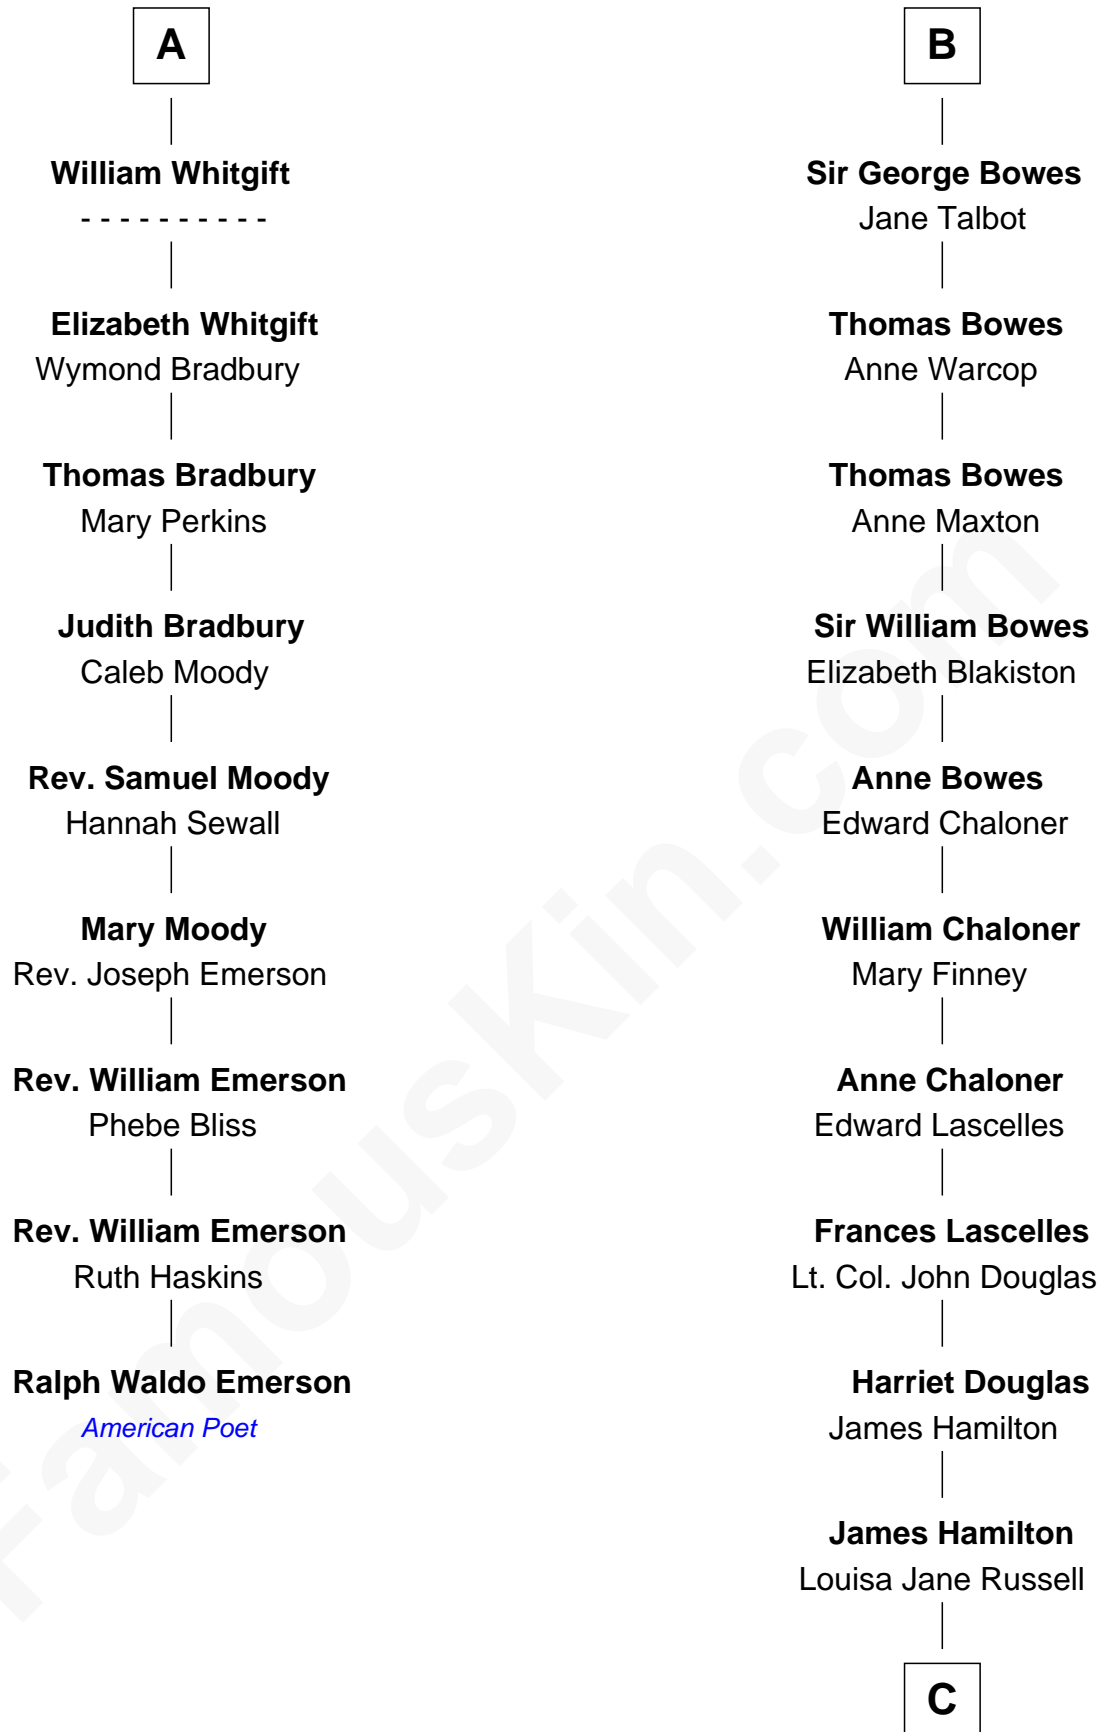 A
William Whitgift
- - - - - - - - - -
Elizabeth Whitgift
Wymond Bradbury
Thomas Bradbury
Mary Perkins
Judith Bradbury
Caleb Moody
Rev. Samuel Moody
Hannah Sewall
Mary Moody
Rev. Joseph Emerson
Rev. William Emerson
Phebe Bliss
Rev. William Emerson
Ruth Haskins
Ralph Waldo Emerson
American Poet
B
Sir George Bowes
Jane Talbot
Thomas Bowes
Anne Warcop
Thomas Bowes
Anne Maxton
Sir William Bowes
Elizabeth Blakiston
Anne Bowes
Edward Chaloner
William Chaloner
Mary Finney
Anne Chaloner
Edward Lascelles
Frances Lascelles
Lt. Col. John Douglas
Harriet Douglas
James Hamilton
James Hamilton
Louisa Jane Russell
C
FamousKin.com